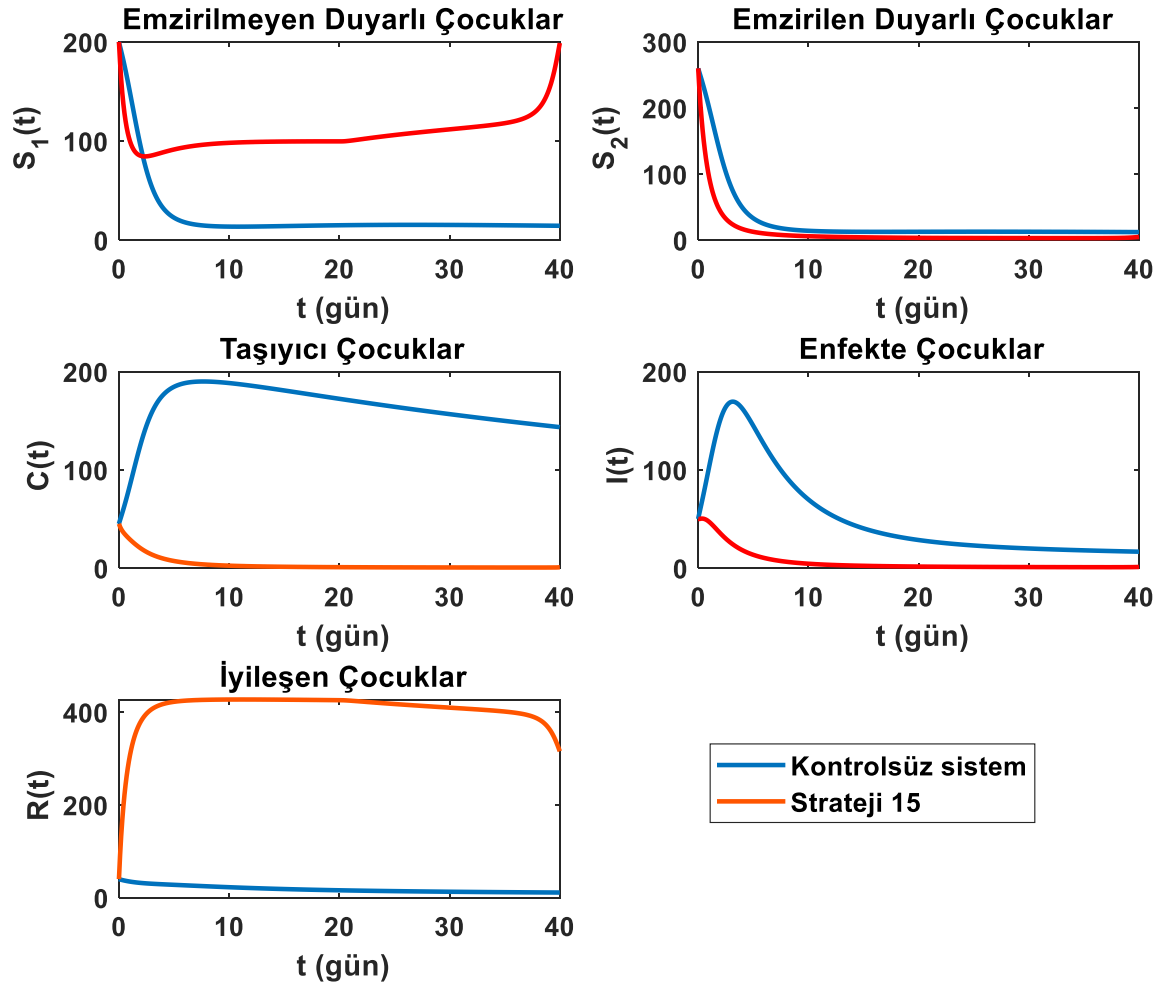 Emzirilmeyen Duyarlı Çocuklar
200
100
0
S1(t)
0 10 20 30 40
t (gün)
Emzirilen Duyarlı Çocuklar
300
200
100
0
S2(t)
0 10 20 30 40
t (gün)
Taşıyıcı Çocuklar
200
100
0
C(t)
0 10 20 30 40
t (gün)
Enfekte Çocuklar
200
100
0
I(t)
0 10 20 30 40
t (gün)
İyileşen Çocuklar
400
200
0
R(t)
0 10 20 30 40
t (gün)
Kontrolsüz sistem
Strateji 15